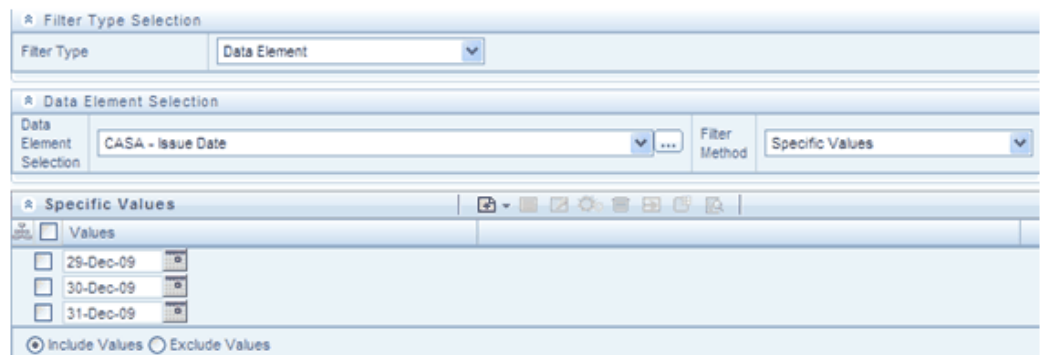 Filter Type Selection
Filter Type Data Element
Data Element Selection
Data Element Selection CASA - Issue Date ... Filter Method Specific Values
Specific Values
Values
29-Dec-09
30-Dec-09
31-Dec-09
Include Values Exclude Values